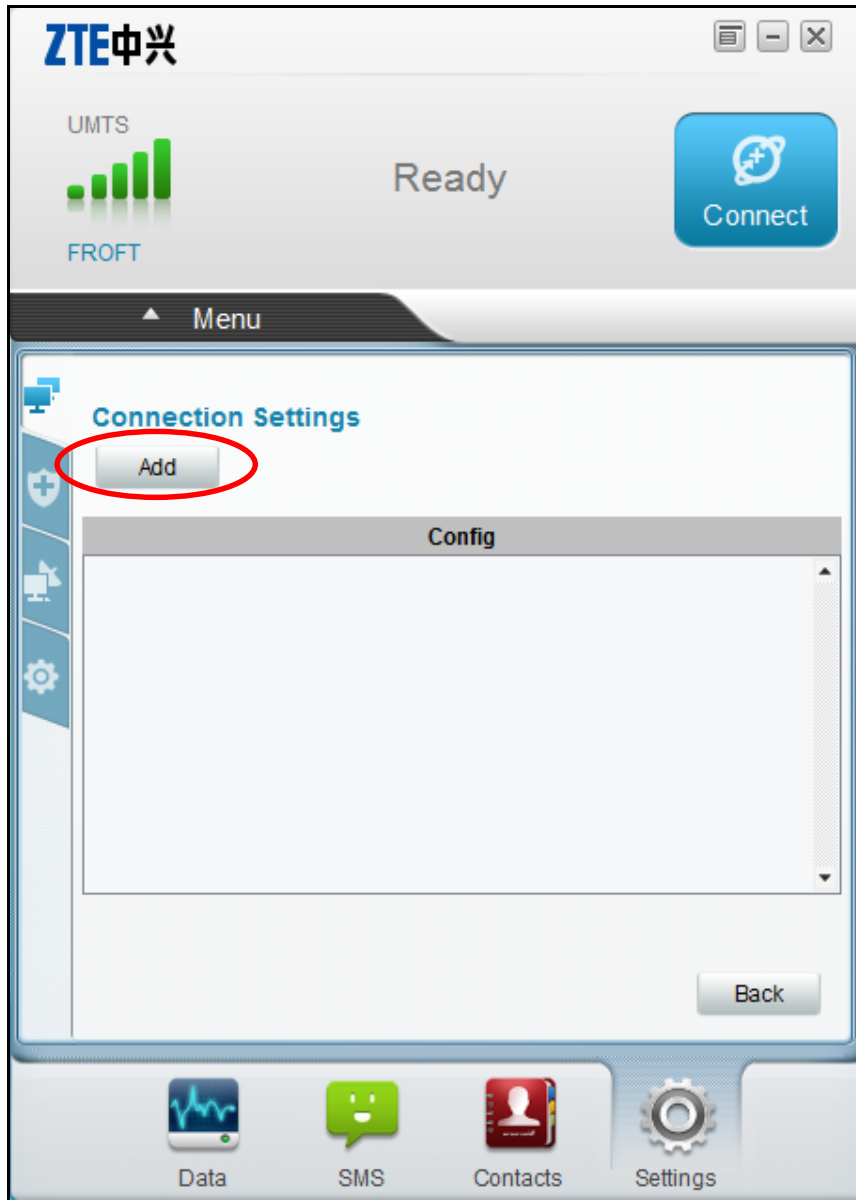 ZTE中兴
UMTS
Ready
Connect
FROFT
Menu
Connection Settings
Add
Config
Back
Data SMS Contacts Settings